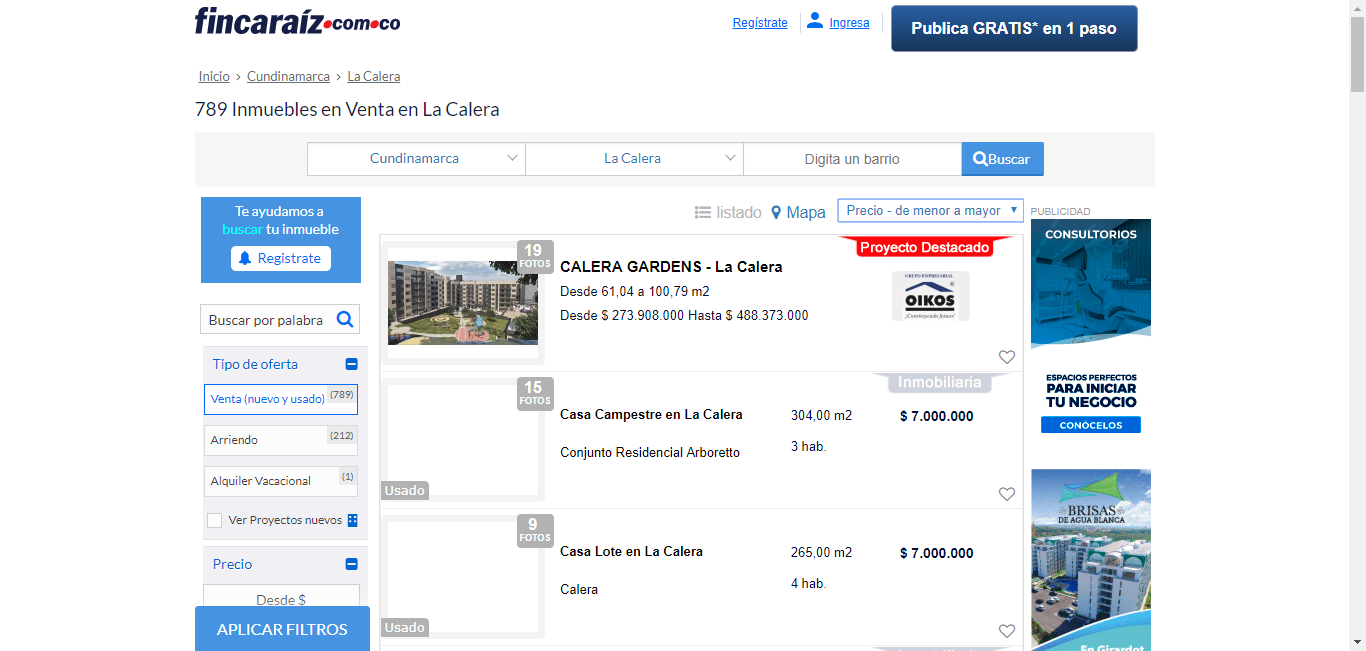 fincaraíz.com.co
Regístrate
Ingresa
Publica GRATIS* en 1 paso
Inicio > Cundinamarca > La Calera
789 Inmuebles en Venta en La Calera
Cundinamarca
La Calera
Digita un barrio
Buscar
Te ayudamos a
buscar tu inmueble
Registrate
Buscar por palabra
Tipo de oferta
Venta (nuevo y usado) (789)
Arriendo (212)
Alquiler Vacacional (1)
Ver Proyectos nuevos
Precio
Desde $
APLICAR FILTROS
listado
Mapa
Precio - de menor a mayor
19
FOTOS
CALERA GARDENS - La Calera
Desde 61,04 a 100,79 m2
Desde $ 273.908.000 Hasta $ 488.373.000
Proyecto Destacado
GRUPO EMPRESARIAL
OIKOS
¡Construyendo futuro!
15
FOTOS
Usado
Casa Campestre en La Calera
Conjunto Residencial Arboretto
304,00 m2
3 hab.
Inmobiliaria
$ 7.000.000
9
FOTOS
Usado
Casa Lote en La Calera
Calera
265,00 m2
4 hab.
$ 7.000.000
PUBLICIDAD
CONSULTORIOS
ESPACIOS PERFECTOS
PARA INICIAR
TU NEGOCIO
CONÓCELOS
BRISAS
DE AGUA BLANCA
En Girardot